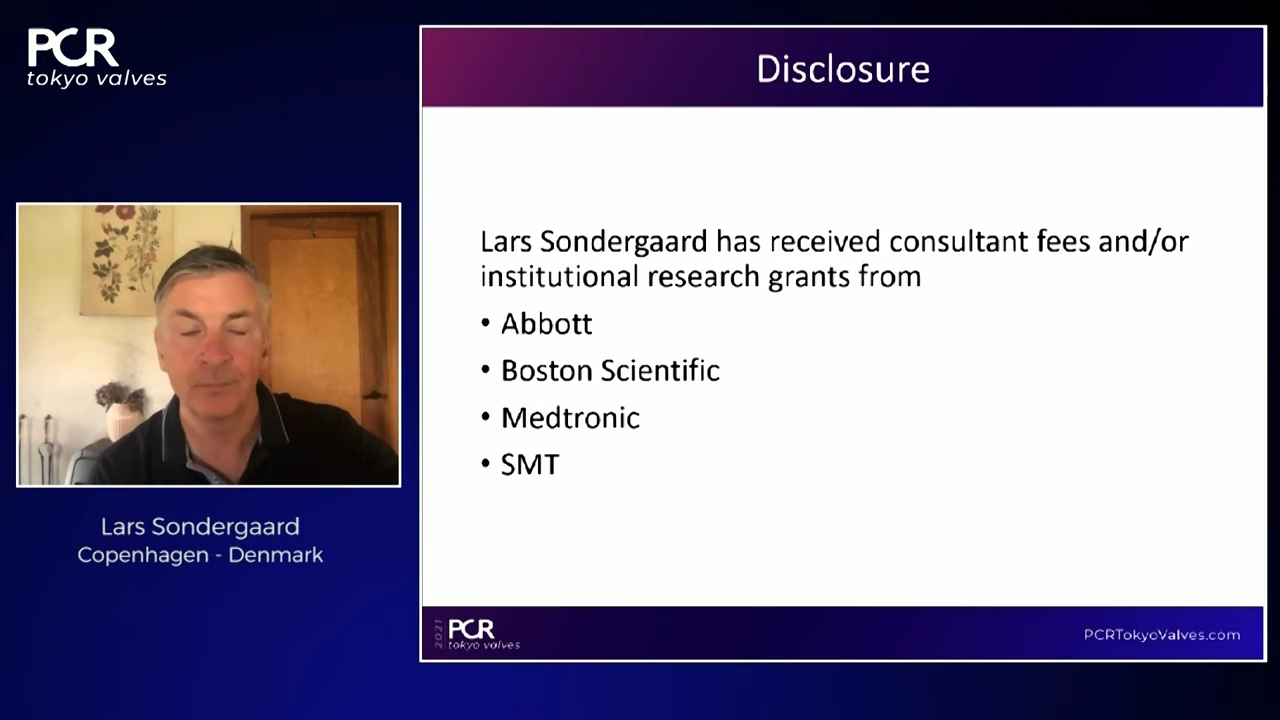 PCR
tokyo valves
Disclosure
Lars Sondergaard has received consultant fees and/or
institutional research grants from
• Abbott
• Boston Scientific
• Medtronic
• SMT
Lars Sondergaard
Copenhagen - Denmark
2021
PCR
tokyo valves
PCRTokyoValves.com